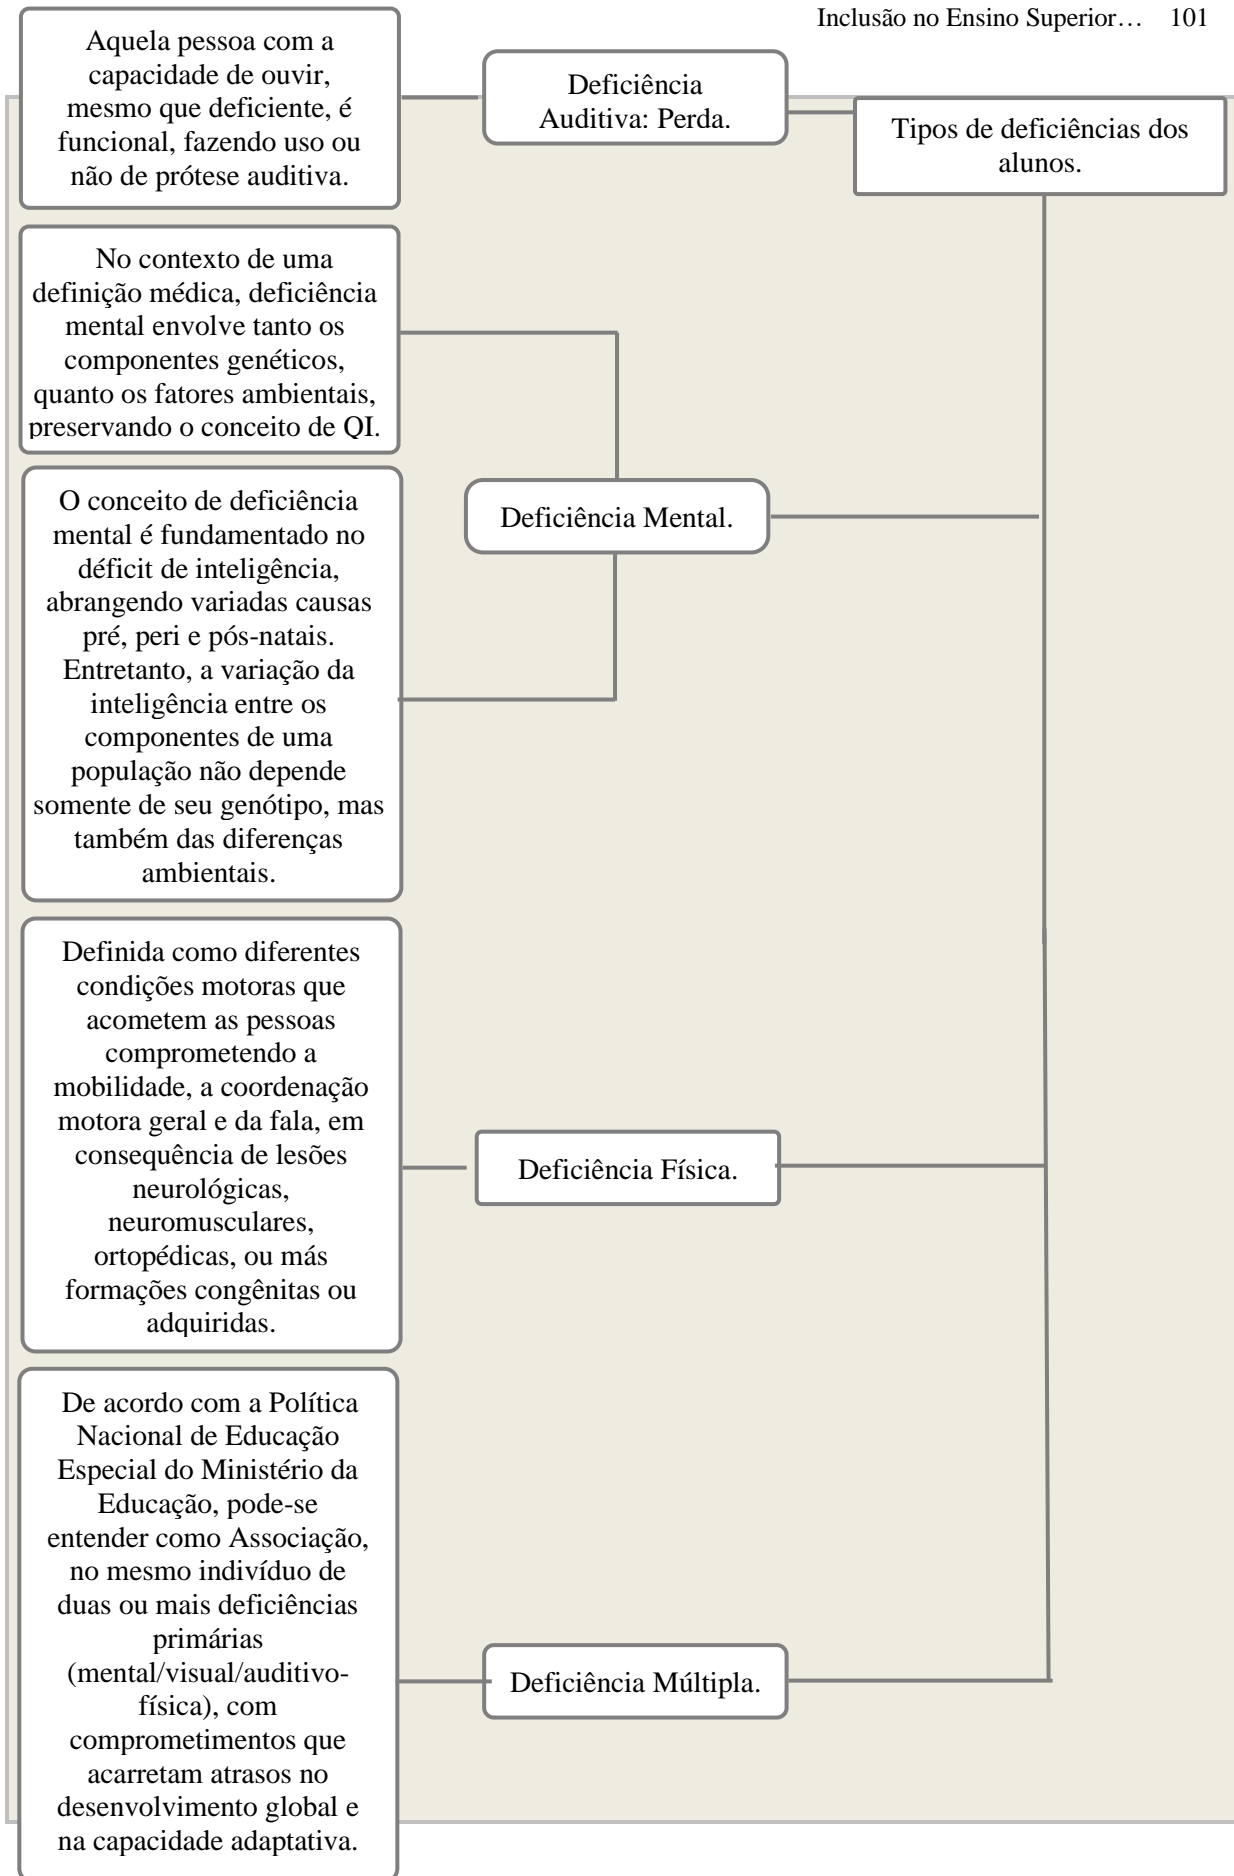 Inclusão no Ensino Superior… 101
Aquela pessoa com a
capacidade de ouvir,
mesmo que deficiente, é
funcional, fazendo uso ou
não de prótese auditiva.
Deficiência
Auditiva: Perda.
Tipos de deficiências dos
alunos.
No contexto de uma
definição médica, deficiência
mental envolve tanto os
componentes genéticos,
quanto os fatores ambientais,
preservando o conceito de QI.
O conceito de deficiência
mental é fundamentado no
déficit de inteligência,
abrangendo variadas causas
pré, peri e pós-natais.
Entretanto, a variação da
inteligência entre os
componentes de uma
população não depende
somente de seu genótipo, mas
também das diferenças
ambientais.
Deficiência Mental.
Definida como diferentes
condições motoras que
acometem as pessoas
comprometendo a
mobilidade, a coordenação
motora geral e da fala, em
consequência de lesões
neurológicas,
neuromusculares,
ortopédicas, ou más
formações congênitas ou
adquiridas.
Deficiência Física.
De acordo com a Política
Nacional de Educação
Especial do Ministério da
Educação, pode-se
entender como Associação,
no mesmo indivíduo de
duas ou mais deficiências
primárias
(mental/visual/auditivo-
física), com
comprometimentos que
acarretam atrasos no
desenvolvimento global e
na capacidade adaptativa.
Deficiência Múltipla.